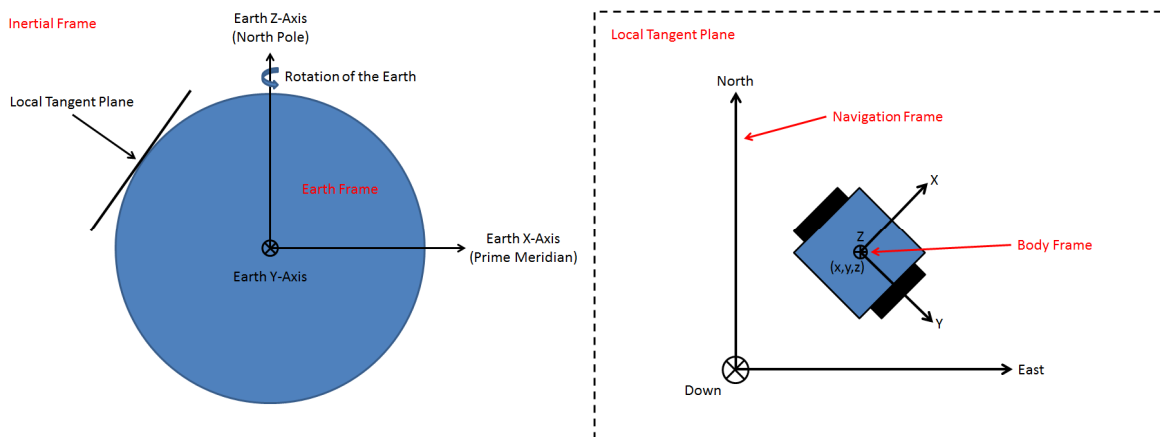 Inertial Frame
Earth Z-Axis
(North Pole)
Rotation of the Earth
Local Tangent Plane
Earth Frame
Earth X-Axis
(Prime Meridian)
Earth Y-Axis
Local Tangent Plane
North
Navigation Frame
X
Z
Body Frame
(x,y,z)
Y
East
Down